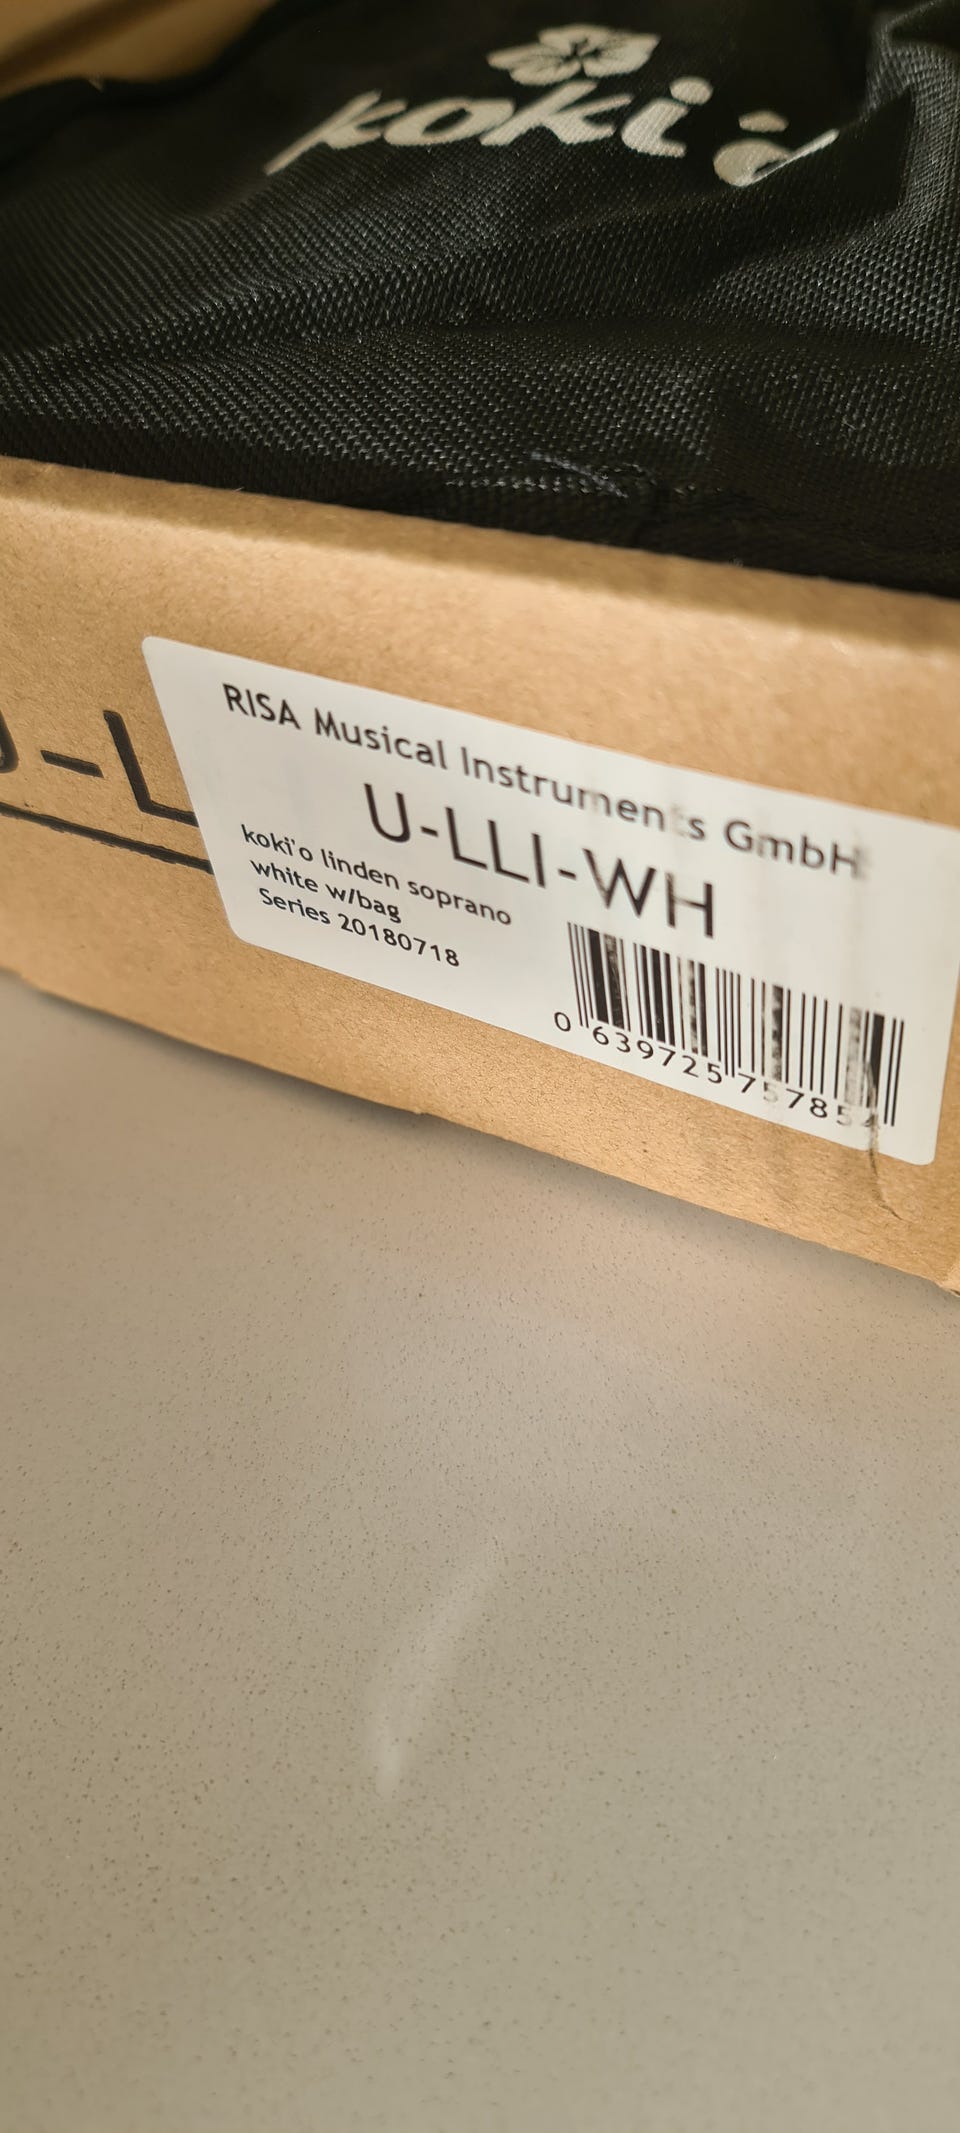 koki'o
U-L
RISA Musical Instruments GmbH
U-LLI-WH
koki'o linden soprano
white w/bag
Series 20180718
0 639725 757854